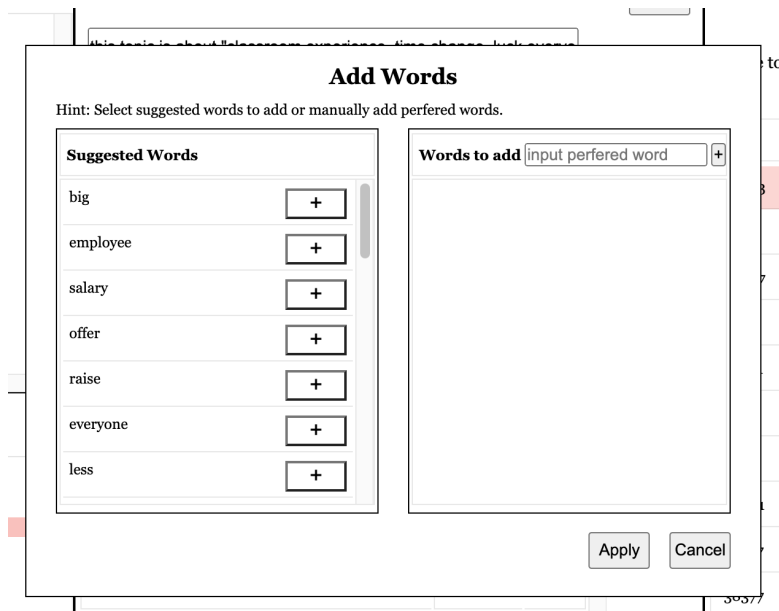 Add Words
Hint: Select suggested words to add or manually add perfered words.
Suggested Words
big +
employee +
salary +
offer +
raise +
everyone +
less +
Words to add input perfered word +
Apply Cancel